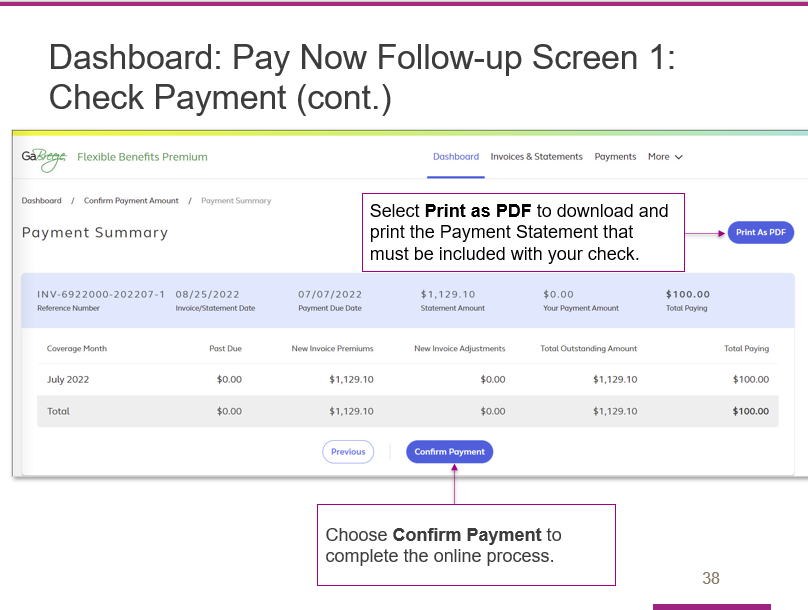 Dashboard: Pay Now Follow-up Screen 1:
Check Payment (cont.)
GaBreeze Flexible Benefits Premium Dashboard Invoices & Statements Payments More
Dashboard / Confirm Payment Amount / Payment Summary
Payment Summary
Select Print as PDF to download and
print the Payment Statement that
must be included with your check.
Print As PDF
INV-6922000-202207-1 08/25/2022 07/07/2022 $1,129.10 $0.00 $100.00
Reference Number Invoice/Statement Date Payment Due Date Statement Amount Your Payment Amount Total Paying
Coverage Month Past Due New Invoice Premiums New Invoice Adjustments Total Outstanding Amount Total Paying
July 2022 $0.00 $1,129.10 $0.00 $1,129.10 $100.00
Total $0.00 $1,129.10 $0.00 $1,129.10 $100.00
Previous Confirm Payment
Choose Confirm Payment to
complete the online process.
38